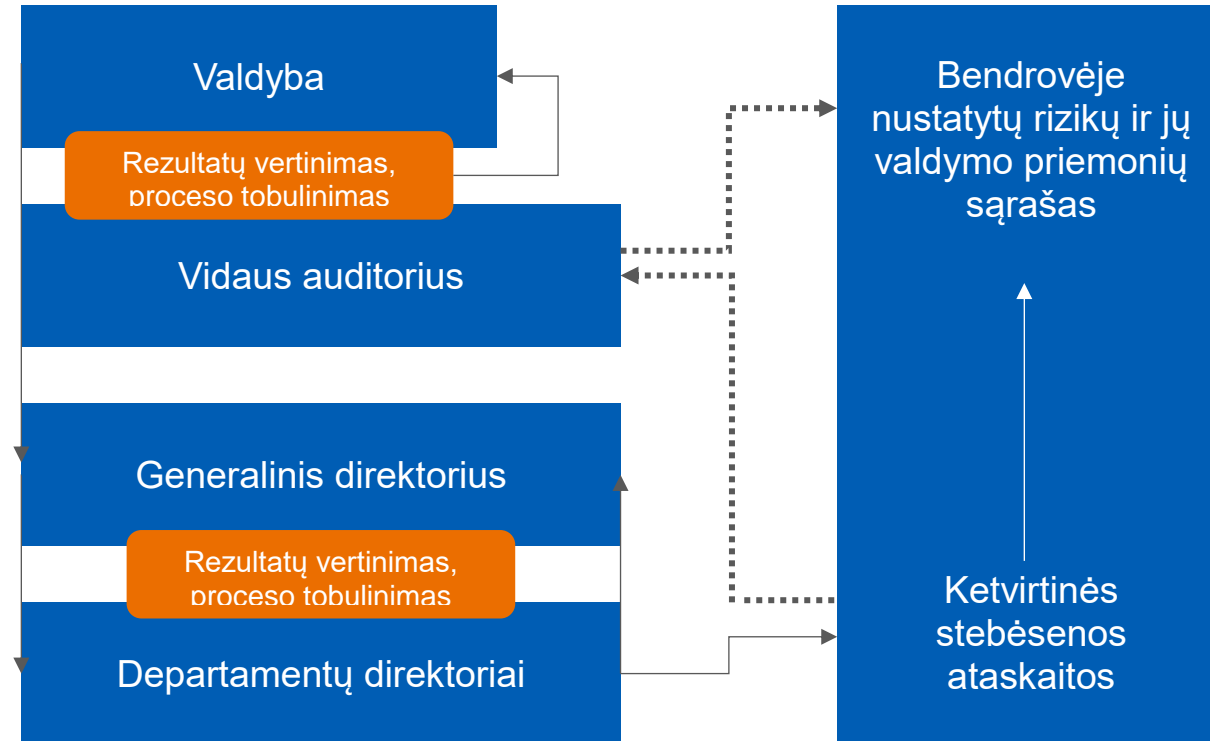 Valdyba
Rezultatų vertinimas,
proceso tobulinimas
Vidaus auditorius
Generalinis direktorius
Rezultatų vertinimas,
proceso tobulinimas
Departamentų direktoriai
Bendrovėje
nustatytų rizikų ir jų
valdymo priemonių
sąrašas
Ketvirtinės
stebėsenos
ataskaitos